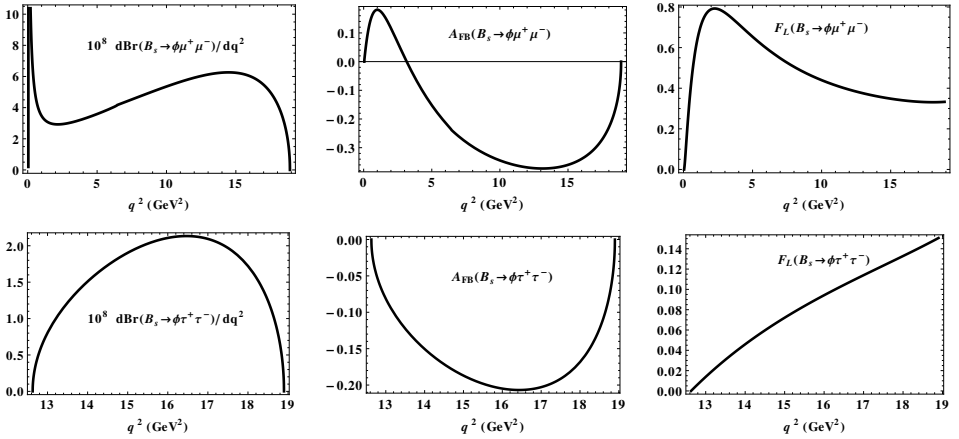 10
8
6
4
2
0
10⁸ dBr(Bₛ→ϕμ⁺μ⁻)/dq²
0 5 10 15
q² (GeV²)
0.1
0.0
−0.1
−0.2
−0.3
A_FB(Bₛ→ϕμ⁺μ⁻)
0 5 10 15
q² (GeV²)
0.8
0.6
0.4
0.2
0.0
F_L(Bₛ→ϕμ⁺μ⁻)
0 5 10 15
q² (GeV²)
2.0
1.5
1.0
0.5
0.0
10⁸ dBr(Bₛ→ϕτ⁺τ⁻)/dq²
13 14 15 16 17 18 19
q² (GeV²)
0.00
−0.05
−0.10
−0.15
−0.20
A_FB(Bₛ→ϕτ⁺τ⁻)
13 14 15 16 17 18 19
q² (GeV²)
0.14
0.12
0.10
0.08
0.06
0.04
0.02
0.00
F_L(Bₛ→ϕτ⁺τ⁻)
13 14 15 16 17 18 19
q² (GeV²)